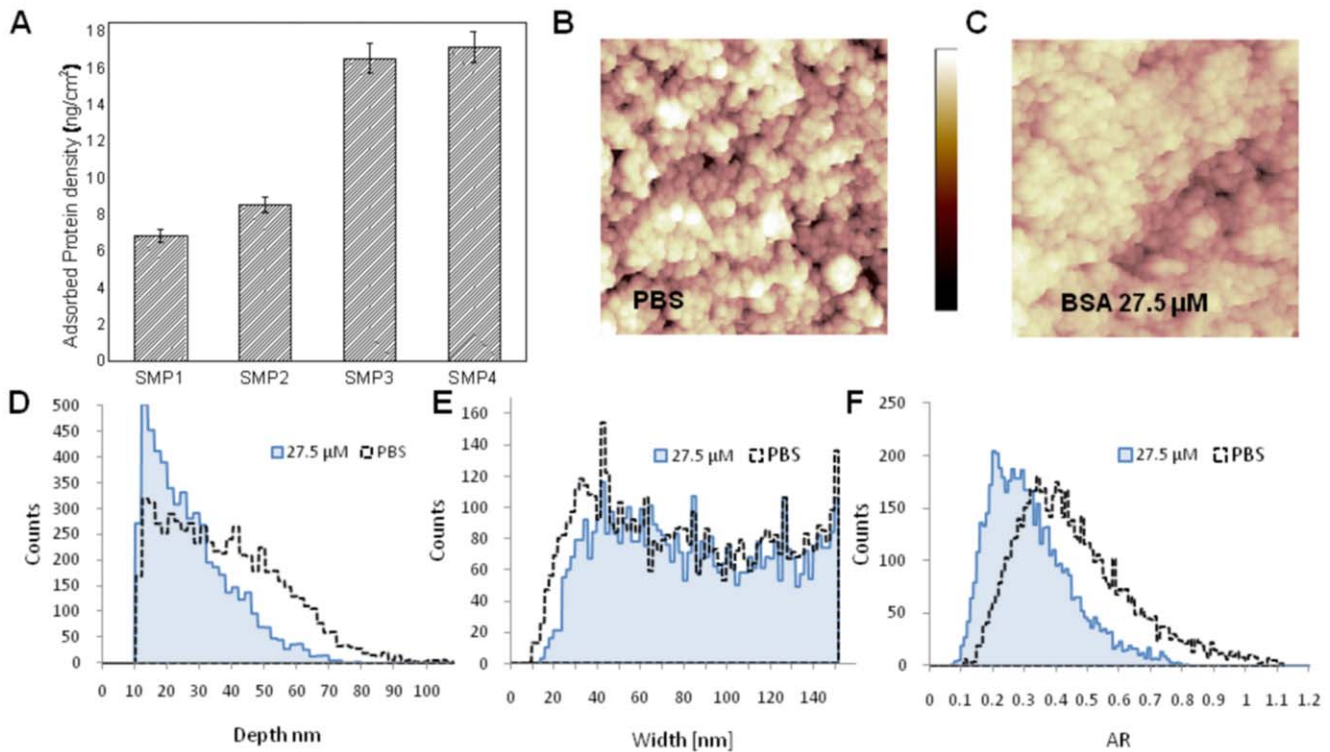 A
Adsorbed Protein density (ng/cm²)
18
16
14
12
10
8
6
4
2
0
SMP1 SMP2 SMP3 SMP4
B
PBS
C
BSA 27.5 µM
D
Counts
500
450
400
350
300
250
200
150
100
50
0
27.5 µM PBS
0 10 20 30 40 50 60 70 80 90 100
Depth nm
E
Counts
160
140
120
100
80
60
40
20
0
27.5 µM PBS
0 20 40 60 80 100 120 140
Width [nm]
F
Counts
250
200
150
100
50
0
27.5 µM PBS
0 0.1 0.2 0.3 0.4 0.5 0.6 0.7 0.8 0.9 1 1.1 1.2
AR